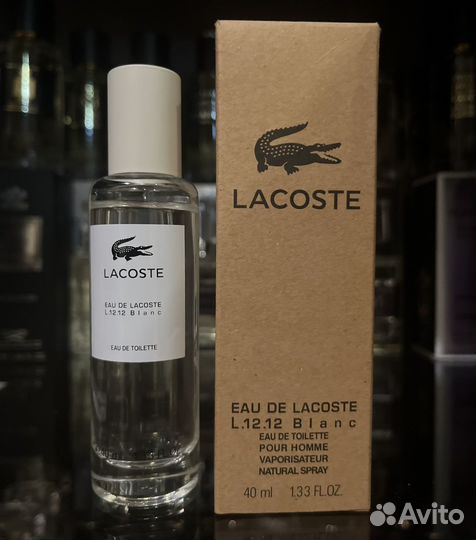 LACOSTE
EAU DE LACOSTE
L.12.12 Blanc
EAU DE TOILETTE
LACOSTE
EAU DE LACOSTE
L.12.12 Blanc
EAU DE TOILETTE
POUR HOMME
VAPORISATEUR
NATURAL SPRAY
40 ml 1.33 FL.OZ.
Avito